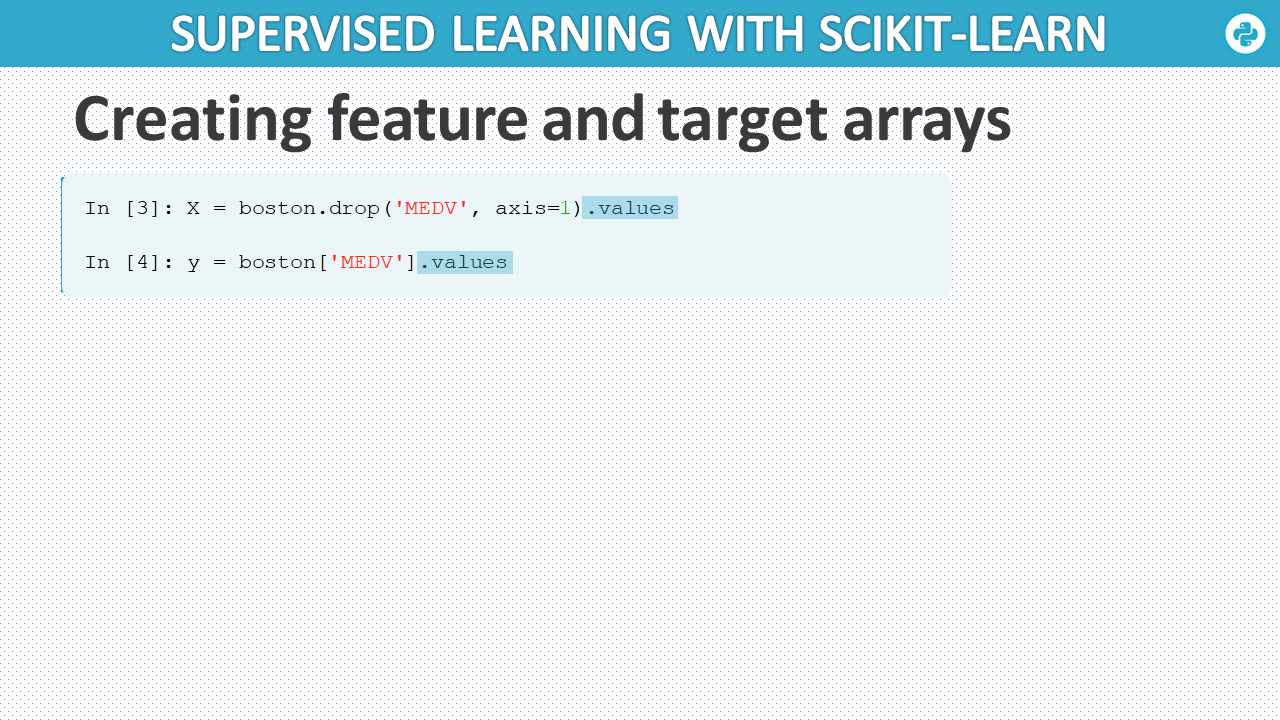 SUPERVISED LEARNING WITH SCIKIT-LEARN
Creating feature and target arrays
In [3]: X = boston.drop('MEDV', axis=1).values
In [4]: y = boston['MEDV'].values